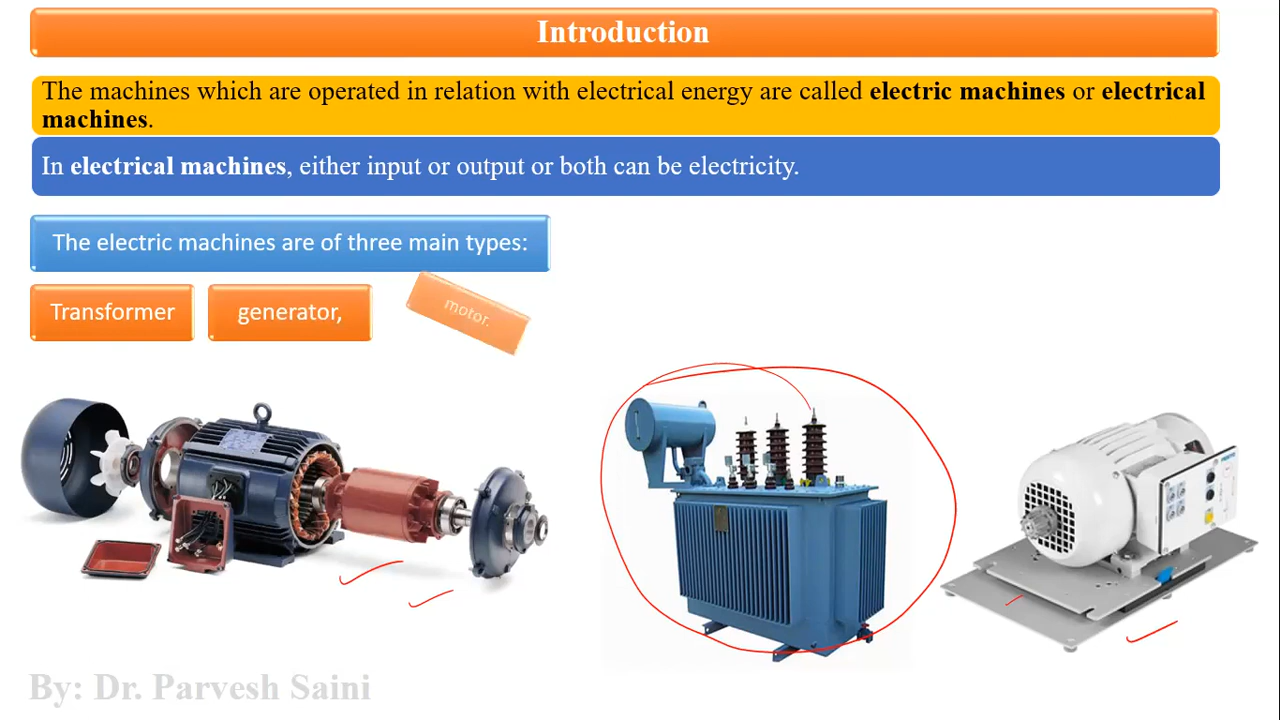 Introduction
The machines which are operated in relation with electrical energy are called electric machines or electrical
machines.
In electrical machines, either input or output or both can be electricity.
The electric machines are of three main types:
Transformer
generator,
motor.
By: Dr. Parvesh Saini